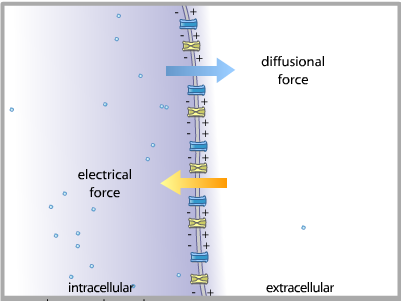 diffusional
force
electrical
force
intracellular
extracellular